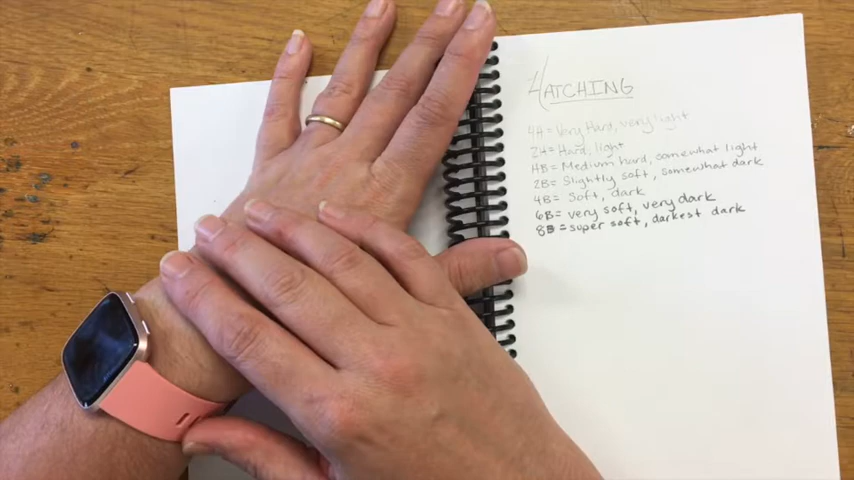 HATCHING
4H = Very Hard, very light
2H = Hard, light
HB = Medium hard, somewhat light
2B = Slightly soft, somewhat dark
4B = Soft, dark
6B = very soft, very dark
8B = super soft, darkest dark